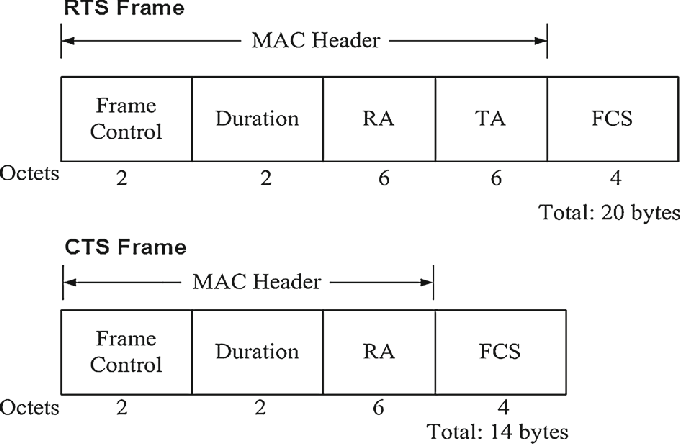 RTS Frame
MAC Header
Frame Control Duration RA TA FCS
Octets 2 2 6 6 4
Total: 20 bytes
CTS Frame
MAC Header
Frame Control Duration RA FCS
Octets 2 2 6 4
Total: 14 bytes